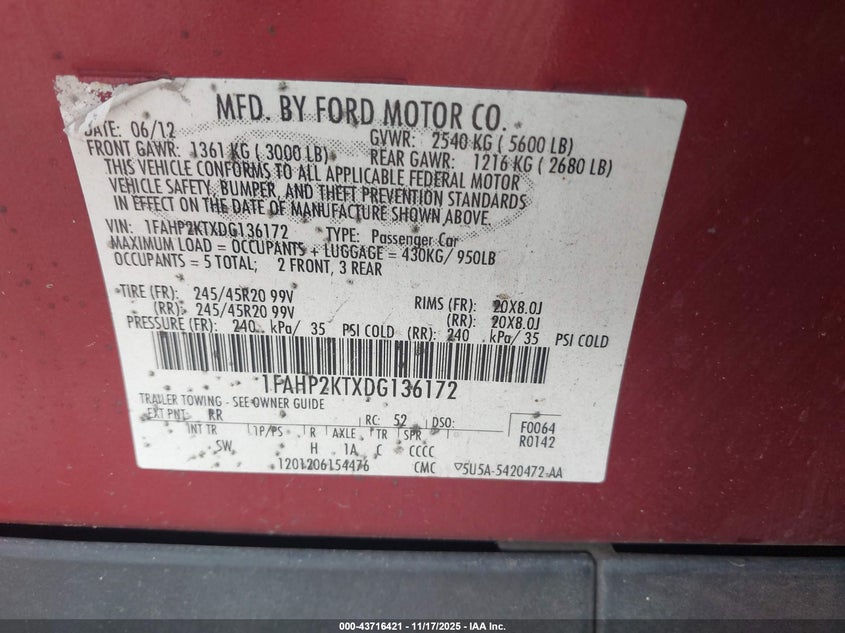 MFD. BY FORD MOTOR CO.
DATE: 06/12 GVWR: 2540 KG ( 5600 LB)
FRONT GAWR: 1361 KG ( 3000 LB) REAR GAWR: 1216 KG ( 2680 LB)
THIS VEHICLE CONFORMS TO ALL APPLICABLE FEDERAL MOTOR
VEHICLE SAFETY, BUMPER, AND THEFT PREVENTION STANDARDS
IN EFFECT ON THE DATE OF MANUFACTURE SHOWN ABOVE.
VIN: 1FAHP2KTXDG136172 TYPE: Passenger Car
MAXIMUM LOAD = OCCUPANTS + LUGGAGE = 430KG/ 950LB
OCCUPANTS = 5 TOTAL; 2 FRONT, 3 REAR
TIRE (FR): 245/45R20 99V RIMS (FR): 20X8.0J
(RR): 245/45R20 99V (RR): 20X8.0J
PRESSURE (FR): 240 kPa/ 35 PSI COLD (RR): 240 kPa/ 35 PSI COLD
1FAHP2KTXDG136172
TRAILER TOWING - SEE OWNER GUIDE
EXT PNT: RR RC: 52 DSO: F0064
INT TR TP/PS R AXLE TR SPR R0142
SW H 1A C CCCC
1201206154476 CMC ▽5U5A-5420472-AA
000-43716421 - 11/17/2025 - IAA Inc.